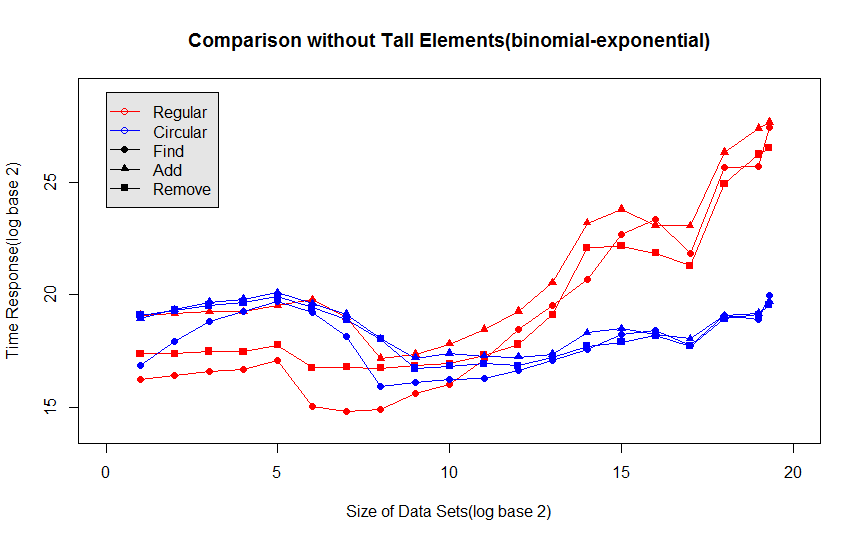 Comparison without Tall Elements(binomial-exponential)
Regular
Circular
Find
Add
Remove
Time Response(log base 2)
25
20
15
0 5 10 15 20
Size of Data Sets(log base 2)